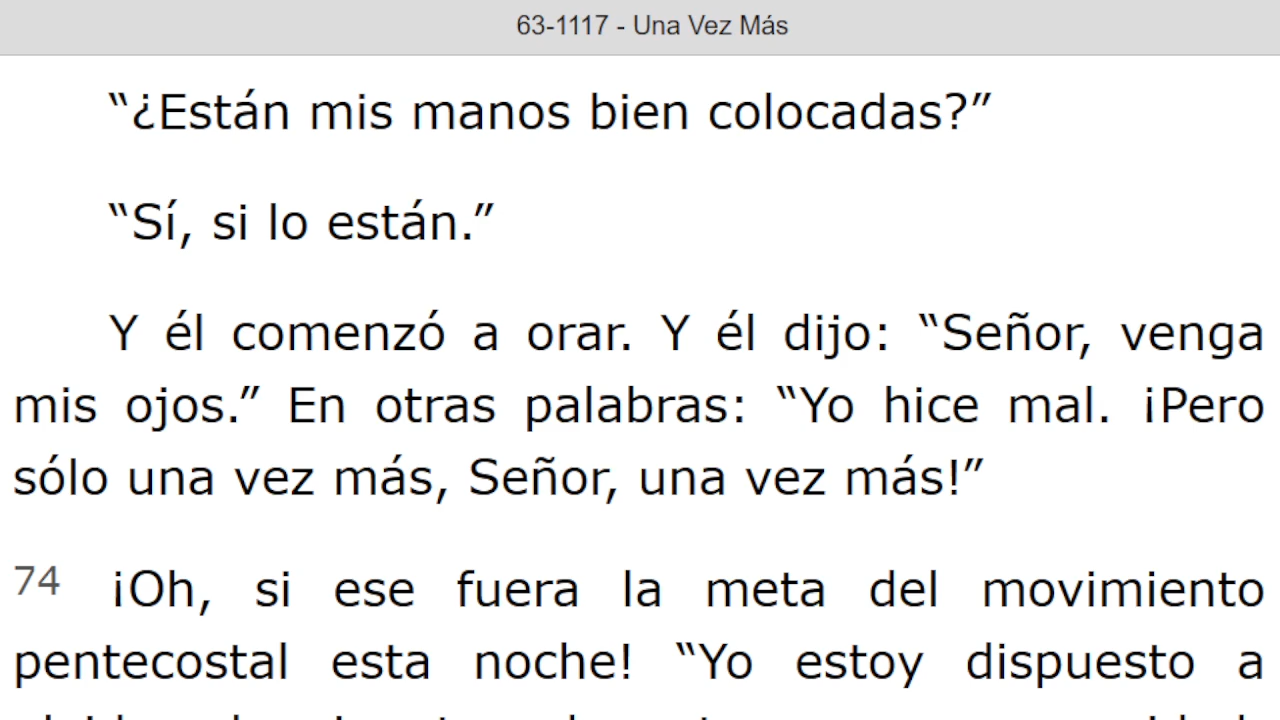 63-1117 - Una Vez Más
“¿Están mis manos bien colocadas?”
“Sí, si lo están.”
Y él comenzó a orar. Y él dijo: “Señor, venga
mis ojos.” En otras palabras: “Yo hice mal. ¡Pero
sólo una vez más, Señor, una vez más!”
74 ¡Oh, si ese fuera la meta del movimiento
pentecostal esta noche! “Yo estoy dispuesto a